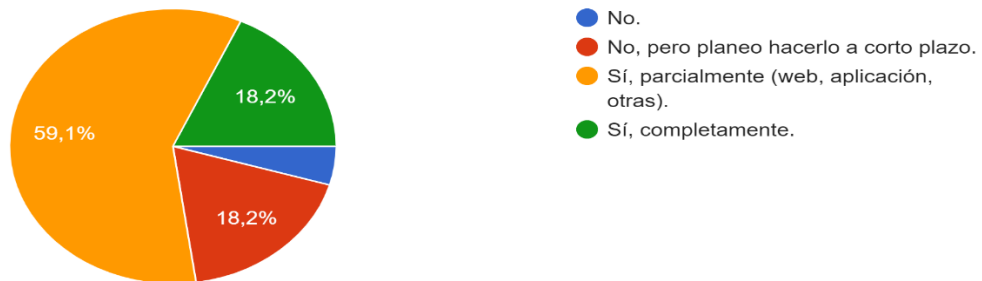 No.
No, pero planeo hacerlo a corto plazo.
Sí, parcialmente (web, aplicación,
otras).
Sí, completamente.
18,2%
59,1%
18,2%